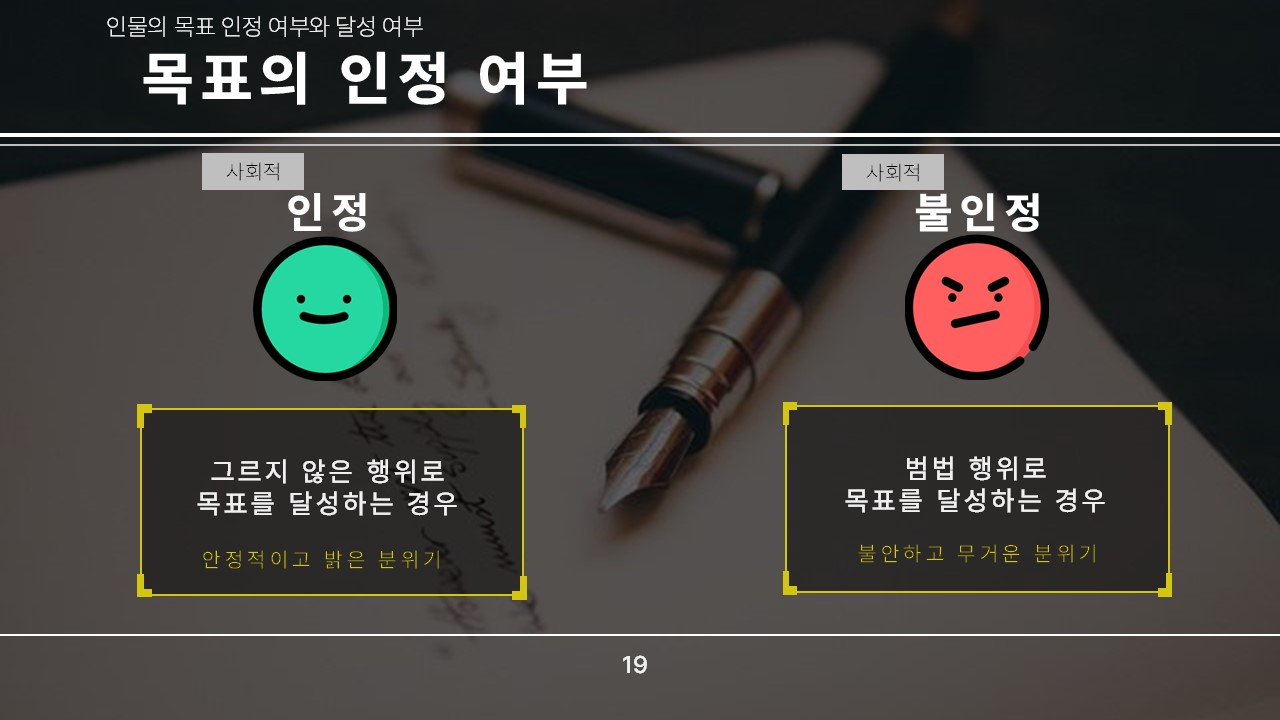 인물의 목표 인정 여부와 달성 여부
목표의 인정 여부
사회적
인정
그르지 않은 행위로
목표를 달성하는 경우
안정적이고 밝은 분위기
사회적
불인정
범법 행위로
목표를 달성하는 경우
불안하고 무거운 분위기
19